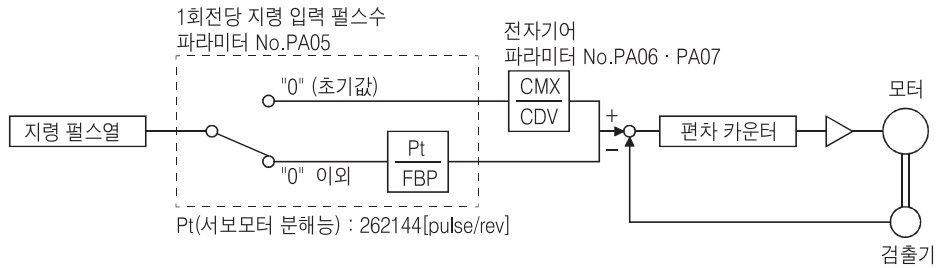 1회전당 지령 입력 펄스수
파라미터 No.PA05
전자기어
파라미터 No.PA06 · PA07
"0" (초기값)
CMX
CDV
모터
지령 펄스열
+
편차 카운터
−
Pt
FBP
"0" 이외
Pt(서보모터 분해능) : 262144[pulse/rev]
검출기